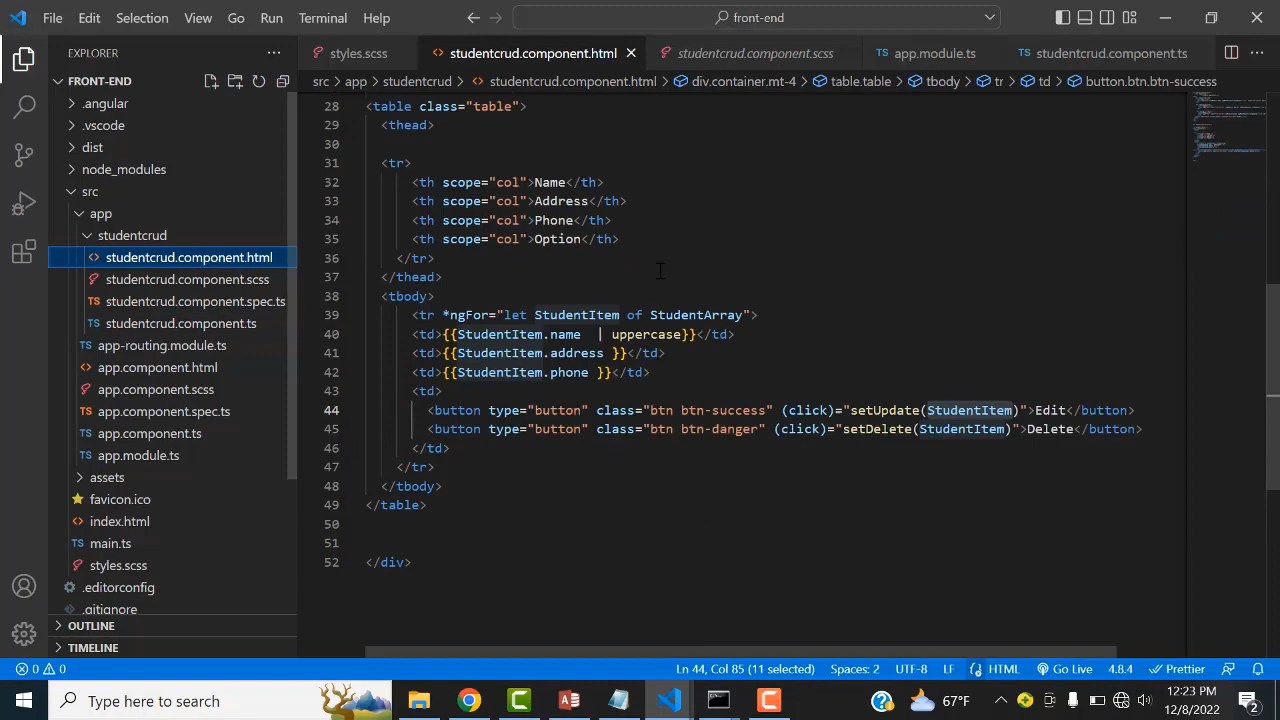 File Edit Selection View Go Run Terminal Help
front-end
EXPLORER
styles.scss studentcrud.component.html studentcrud.component.scss app.module.ts studentcrud.component.ts
FRONT-END
src app studentcrud studentcrud.component.html div.container.mt-4 table.table tbody tr td button.btn.btn-success
.angular
.vscode
dist
node_modules
src
app
studentcrud
studentcrud.component.html
studentcrud.component.scss
studentcrud.component.spec.ts
studentcrud.component.ts
app-routing.module.ts
app.component.html
app.component.scss
app.component.spec.ts
app.component.ts
app.module.ts
assets
favicon.ico
index.html
main.ts
styles.scss
.editorconfig
.gitignore
OUTLINE
TIMELINE
28 <table class="table">
29 <thead>
30
31 <tr>
32 <th scope="col">Name</th>
33 <th scope="col">Address</th>
34 <th scope="col">Phone</th>
35 <th scope="col">Option</th>
36 </tr>
37 </thead>
38 <tbody>
39 <tr *ngFor="let StudentItem of StudentArray">
40 <td>{{StudentItem.name | uppercase}}</td>
41 <td>{{StudentItem.address }}</td>
42 <td>{{StudentItem.phone }}</td>
43 <td>
44 <button type="button" class="btn btn-success" (click)="setUpdate(StudentItem)">Edit</button>
45 <button type="button" class="btn btn-danger" (click)="setDelete(StudentItem)">Delete</button>
46 </td>
47 </tr>
48 </tbody>
49 </table>
50
51
52 </div>
0 0 Ln 44, Col 85 (11 selected) Spaces: 2 UTF-8 LF HTML Go Live 4.8.4 Prettier
Type here to search 67°F 12:23 PM
12/8/2022 2